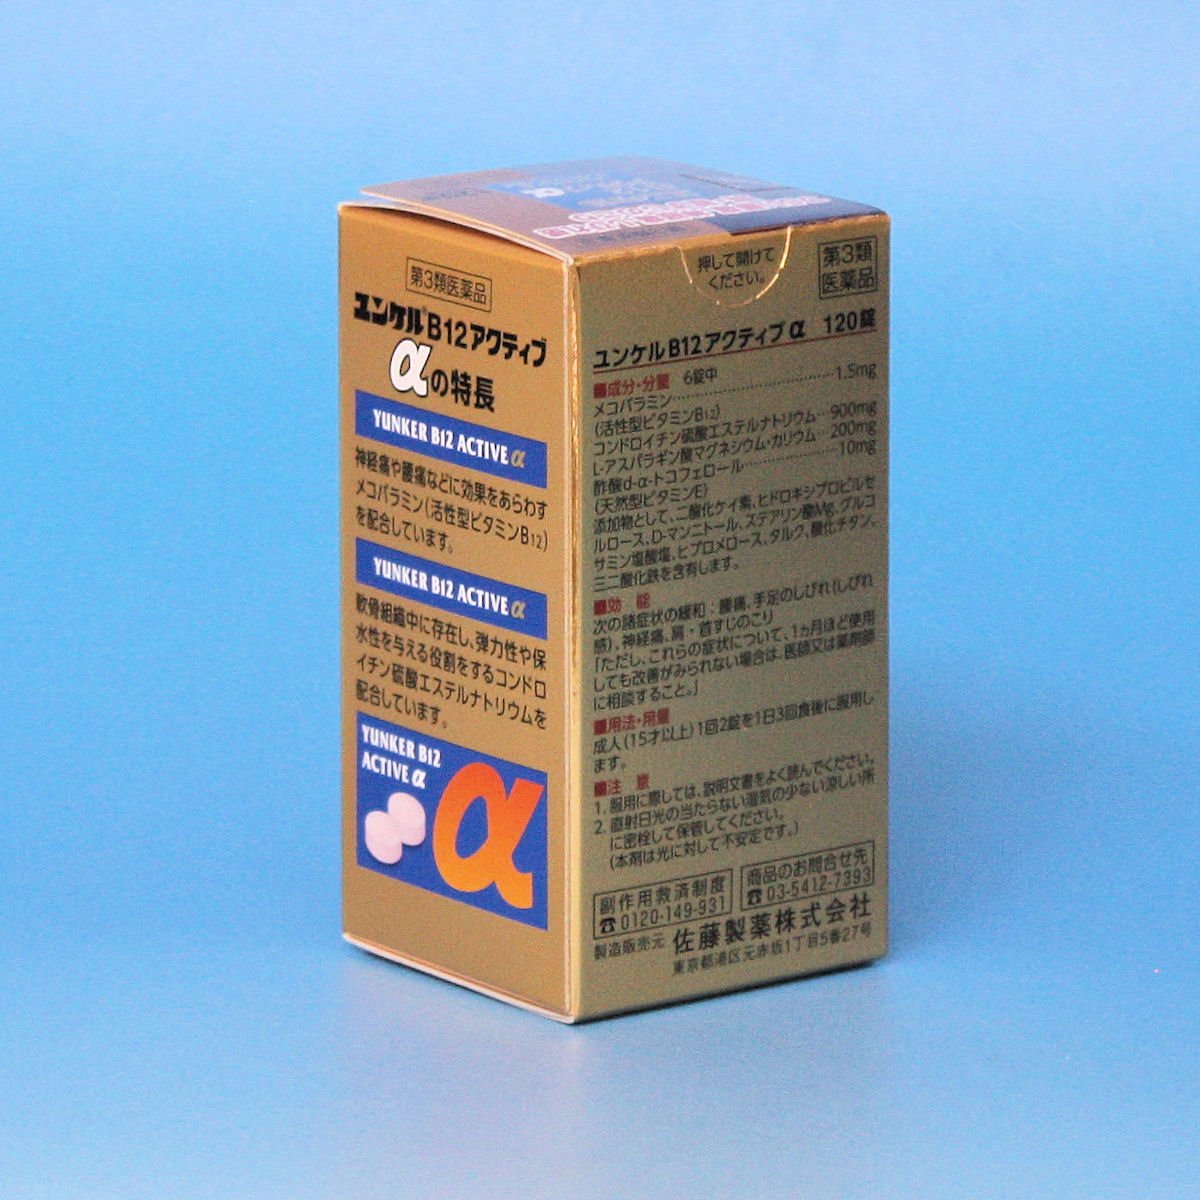 第3類医薬品
ユンケルB12アクティブ
αの特長
YUNKER B12 ACTIVE α
神経痛や腰痛などに効果をあらわす
メコバラミン(活性型ビタミンB12)
を配合しています。
YUNKER B12 ACTIVE α
軟骨組織中に存在し、弾力性や保
水性を与える役割をするコンドロ
イチン硫酸エステルナトリウムを
配合しています。
YUNKER B12
ACTIVE α
α
押して開けて
ください。
第3類
医薬品
ユンケルB12アクティブα 120錠
■成分・分量 6錠中
メコバラミン…………………1.5mg
(活性型ビタミンB12)
コンドロイチン硫酸エステルナトリウム…900mg
L-アスパラギン酸マグネシウム・カリウム…200mg
酢酸d-α-トコフェロール…………10mg
(天然型ビタミンE)
添加物として、二酸化ケイ素、ヒドロキシプロピルセ
ルロース、D-マンニトール、ステアリン酸Mg、グルコ
サミン塩酸塩、ヒプロメロース、タルク、酸化チタン、
三二酸化鉄を含有します。
■効 能
次の諸症状の緩和：腰痛、手足のしびれ(しびれ
感)、神経痛、肩・首すじのこり
「ただし、これらの症状について、1ヵ月ほど使用
しても改善がみられない場合は、医師又は薬剤師
に相談すること。」
■用法・用量
成人(15才以上)1回2錠を1日3回食後に服用し
ます。
■注 意
1. 服用に際しては、説明文書をよく読んでください。
2. 直射日光の当たらない湿気の少ない涼しい所
に密栓して保管してください。
(本剤は光に対して不安定です。)
副作用救済制度
☎0120-149-931
商品のお問合せ先
☎03-5412-7393
製造販売元 佐藤製薬株式会社
東京都港区元赤坂1丁目5番27号